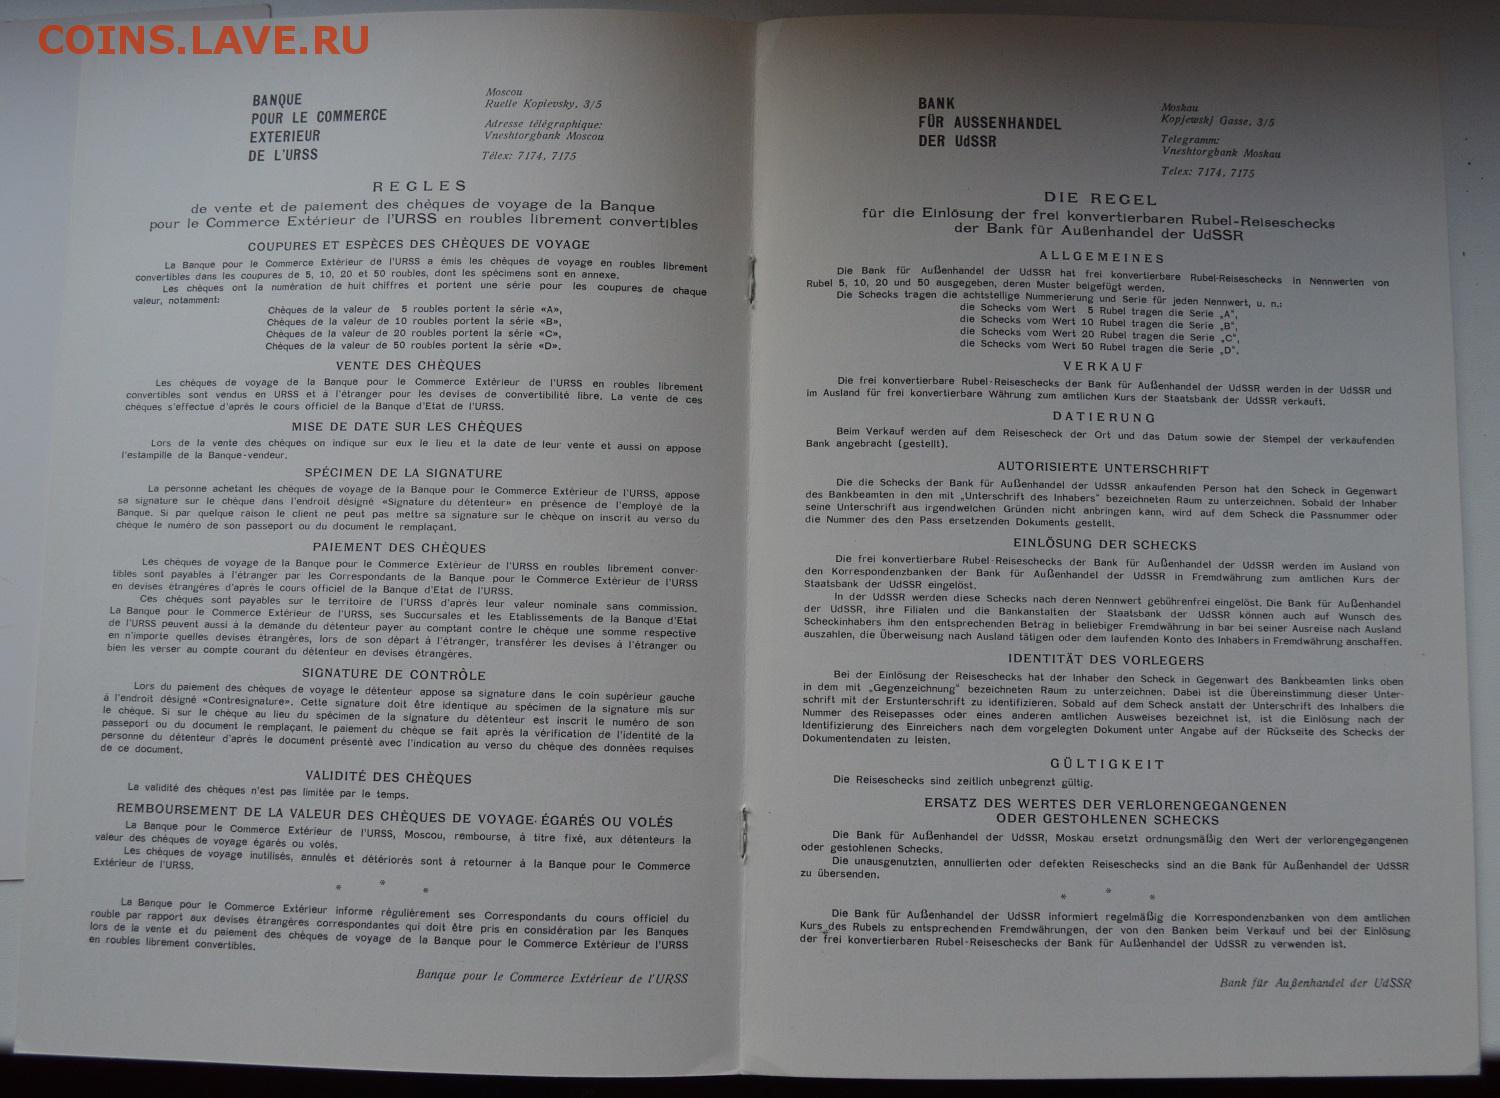 COINS.LAVE.RU
BANQUE
POUR LE COMMERCE
EXTERIEUR
DE L'URSS
Moscou
Ruelle Kopievsky, 3/5
Adresse télégraphique:
Vneshtorgbank Moscou
Télex: 7174, 7175
REGLES
de vente et de paiement des chèques de voyage de la Banque
pour le Commerce Extérieur de l'URSS en roubles librement convertibles
COUPURES ET ESPÈCES DES CHÈQUES DE VOYAGE
La Banque pour le Commerce Extérieur de l'URSS a émis les chèques de voyage en roubles librement
convertibles dans les coupures de 5, 10, 20 et 50 roubles, dont les spécimens sont en annexe.
Les chèques ont la numération de huit chiffres et portent une série pour les coupures de chaque
valeur, notamment:
Chèques de la valeur de 5 roubles portent la série «A»,
Chèques de la valeur de 10 roubles portent la série «B»,
Chèques de la valeur de 20 roubles portent la série «C»,
Chèques de la valeur de 50 roubles portent la série «D».
VENTE DES CHÈQUES
Les chèques de voyage de la Banque pour le Commerce Extérieur de l'URSS en roubles librement
convertibles sont vendus en URSS et à l'étranger pour les devises de convertibilité libre. La vente de ces
chèques s'effectue d'après le cours officiel de la Banque d'Etat de l'URSS.
MISE DE DATE SUR LES CHÈQUES
Lors de la vente des chèques on indique sur eux le lieu et la date de leur vente et aussi on appose
l'estampille de la Banque-vendeur.
SPÉCIMEN DE LA SIGNATURE
La personne achetant les chèques de voyage de la Banque pour le Commerce Extérieur de l'URSS, appose
sa signature sur le chèque dans l'endroit désigné «Signature du détenteur» en présence de l'employé de la
Banque. Si par quelque raison le client ne peut pas mettre sa signature sur le chèque on inscrit au verso du
chèque le numéro de son passeport ou du document le remplaçant.
PAIEMENT DES CHÈQUES
Les chèques de voyage de la Banque pour le Commerce Extérieur de l'URSS en roubles librement conver-
tibles sont payables à l'étranger par les Correspondants de la Banque pour le Commerce Extérieur de l'URSS
en devises étrangères d'après le cours officiel de la Banque d'Etat de l'URSS.
Ces chèques sont payables sur le territoire de l'URSS d'après leur valeur nominale sans commission.
La Banque pour le Commerce Extérieur de l'URSS, ses Succursales et les Etablissements de la Banque d'Etat
de l'URSS peuvent aussi à la demande du détenteur payer au comptant contre le chèque une somme respective
en n'importe quelles devises étrangères, lors de son départ à l'étranger, transférer les devises à l'étranger ou
bien les verser au compte courant du détenteur en devises étrangères.
SIGNATURE DE CONTRÔLE
Lors du paiement des chèques de voyage le détenteur appose sa signature dans le coin supérieur gauche
à l'endroit désigné «Contresignature». Cette signature doit être identique au spécimen de la signature mis sur
le chèque. Si sur le chèque au lieu du spécimen de la signature du détenteur est inscrit le numéro de son
passeport ou du document le remplaçant, le paiement du chèque se fait après la vérification de l'identité de la
personne du détenteur d'après le document présenté avec l'indication au verso du chèque des données requises
de ce document.
VALIDITÉ DES CHÈQUES
La validité des chèques n'est pas limitée par le temps.
REMBOURSEMENT DE LA VALEUR DES CHÈQUES DE VOYAGE, ÉGARÉS OU VOLÉS
La Banque pour le Commerce Extérieur de l'URSS, Moscou, rembourse, à titre fixé, aux détenteurs la
valeur des chèques de voyage égarés ou volés.
Les chèques de voyage inutilisés, annulés et détériorés sont à retourner à la Banque pour le Commerce
Extérieur de l'URSS.
* * *
La Banque pour le Commerce Extérieur informe régulièrement ses Correspondants du cours officiel du
rouble par rapport aux devises étrangères correspondantes qui doit être pris en considération par les Banques
lors de la vente et du paiement des chèques de voyage de la Banque pour le Commerce Extérieur de l'URSS
en roubles librement convertibles.
Banque pour le Commerce Extérieur de l'URSS
BANK
FÜR AUSSENHANDEL
DER UdSSR
Moskau
Kopjewskj Gasse, 3/5
Telegramm:
Vneshtorgbank Moskau
Telex: 7174, 7175
DIE REGEL
für die Einlösung der frei konvertierbaren Rubel-Reiseschecks
der Bank für Außenhandel der UdSSR
ALLGEMEINES
Die Bank für Außenhandel der UdSSR hat frei konvertierbare Rubel-Reiseschecks in Nennwerten von
Rubel 5, 10, 20 und 50 ausgegeben, deren Muster beigefügt werden.
Die Schecks tragen die achtstellige Nummerierung und Serie für jeden Nennwert, u. n.:
die Schecks vom Wert 5 Rubel tragen die Serie „A“,
die Schecks vom Wert 10 Rubel tragen die Serie „B“,
die Schecks vom Wert 20 Rubel tragen die Serie „C“,
die Schecks vom Wert 50 Rubel tragen die Serie „D“.
VERKAUF
Die frei konvertierbare Rubel-Reiseschecks der Bank für Außenhandel der UdSSR werden in der UdSSR und
im Ausland für frei konvertierbare Währung zum amtlichen Kurs der Staatsbank der UdSSR verkauft.
DATIERUNG
Beim Verkauf werden auf dem Reisescheck der Ort und das Datum sowie der Stempel der verkaufenden
Bank angebracht (gestellt).
AUTORISIERTE UNTERSCHRIFT
Die die Schecks der Bank für Außenhandel der UdSSR ankaufenden Person hat den Scheck in Gegenwart
des Bankbeamten in den mit „Unterschrift des Inhabers“ bezeichneten Raum zu unterzeichnen. Sobald der Inhaber
seine Unterschrift aus irgendwelchen Gründen nicht anbringen kann, wird auf dem Scheck die Passnummer oder
die Nummer des den Pass ersetzenden Dokuments gestellt.
EINLÖSUNG DER SCHECKS
Die frei konvertierbare Rubel-Reiseschecks der Bank für Außenhandel der UdSSR werden im Ausland von
den Korrespondenzbanken der Bank für Außenhandel der UdSSR in Fremdwährung zum amtlichen Kurs der
Staatsbank der UdSSR eingelöst.
In der UdSSR werden diese Schecks nach deren Nennwert gebührenfrei eingelöst. Die Bank für Außenhandel
der UdSSR, ihre Filialen und die Bankanstalten der Staatsbank der UdSSR können auch auf Wunsch des
Scheckinhabers ihm den entsprechenden Betrag in beliebiger Fremdwährung in bar bei seiner Ausreise nach Ausland
auszahlen, die Überweisung nach Ausland tätigen oder dem laufenden Konto des Inhabers in Fremdwährung anschaffen.
IDENTITÄT DES VORLEGERS
Bei der Einlösung der Reiseschecks hat der Inhaber den Scheck in Gegenwart des Bankbeamten links oben
in dem mit „Gegenzeichnung“ bezeichneten Raum zu unterzeichnen. Dabei ist die Übereinstimmung dieser Unter-
schrift mit der Erstunterschrift zu identifizieren. Sobald auf dem Scheck anstatt der Unterschrift des Inhalbers die
Nummer des Reisepasses oder eines anderen amtlichen Ausweises bezeichnet ist, ist die Einlösung nach der
Identifizierung des Einreichers nach dem vorgelegten Dokument unter Angabe auf der Rückseite des Schecks der
Dokumentendaten zu leisten.
GÜLTIGKEIT
Die Reiseschecks sind zeitlich unbegrenzt gültig.
ERSATZ DES WERTES DER VERLORENGEGANGENEN
ODER GESTOHLENEN SCHECKS
Die Bank für Außenhandel der UdSSR, Moskau ersetzt ordnungsmäßig den Wert der verlorengegangenen
oder gestohlenen Schecks.
Die unausgenutzten, annullierten oder defekten Reiseschecks sind an die Bank für Außenhandel der UdSSR
zu übersenden.
* * *
Die Bank für Außenhandel der UdSSR informiert regelmäßig die Korrespondenzbanken von dem amtlichen
Kurs des Rubels zu entsprechenden Fremdwährungen, der von den Banken beim Verkauf und bei der Einlösung
der frei konvertierbaren Rubel-Reiseschecks der Bank für Außenhandel der UdSSR zu verwenden ist.
Bank für Außenhandel der UdSSR